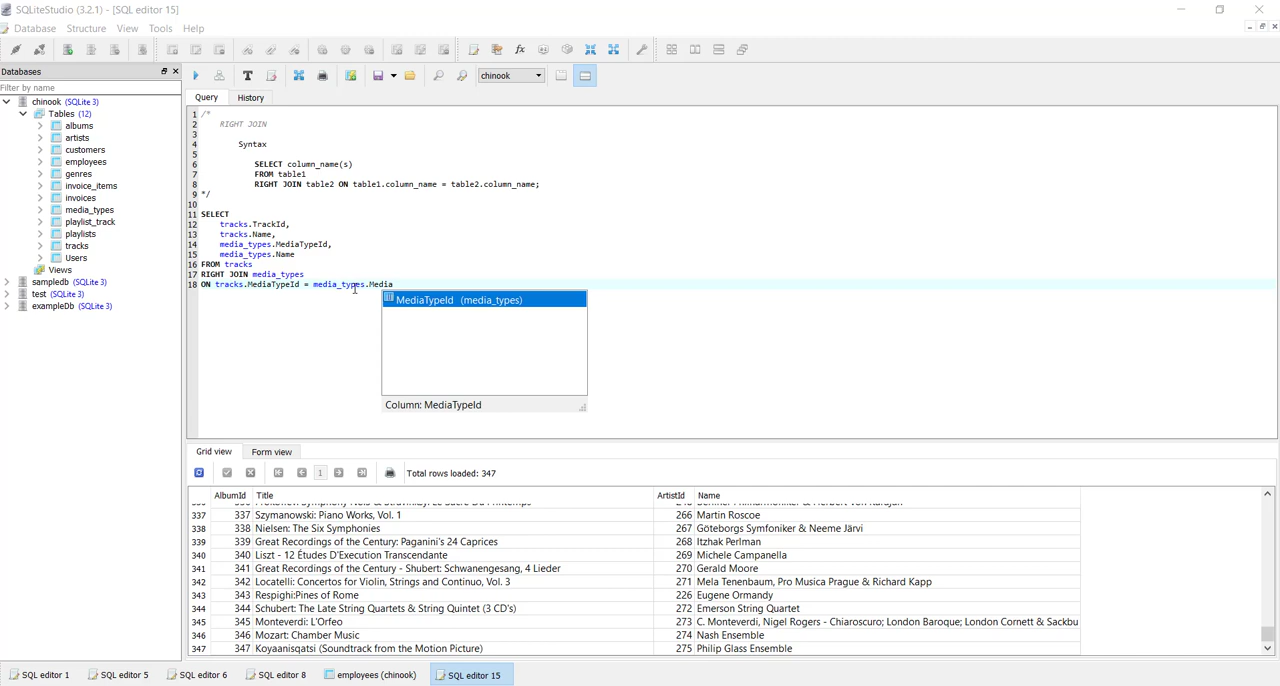 SQLiteStudio (3.2.1) - [SQL editor 15]
Database Structure View Tools Help
Databases
Filter by name
chinook (SQLite 3)
Tables (12)
albums
artists
customers
employees
genres
invoice_items
invoices
media_types
playlist_track
playlists
tracks
Users
Views
sampledb (SQLite 3)
test (SQLite 3)
exampleDb (SQLite 3)
chinook
Query History
1 /*
2 RIGHT JOIN
3
4 Syntax
5
6 SELECT column_name(s)
7 FROM table1
8 RIGHT JOIN table2 ON table1.column_name = table2.column_name;
9 */
10
11 SELECT
12 tracks.TrackId,
13 tracks.Name,
14 media_types.MediaTypeId,
15 media_types.Name
16 FROM tracks
17 RIGHT JOIN media_types
18 ON tracks.MediaTypeId = media_types.Media
MediaTypeId (media_types)
Column: MediaTypeId
Grid view Form view
1 Total rows loaded: 347
AlbumId Title ArtistId Name
337 337 Szymanowski: Piano Works, Vol. 1 266 Martin Roscoe
338 338 Nielsen: The Six Symphonies 267 Göteborgs Symfoniker & Neeme Järvi
339 339 Great Recordings of the Century: Paganini's 24 Caprices 268 Itzhak Perlman
340 340 Liszt - 12 Études D'Execution Transcendante 269 Michele Campanella
341 341 Great Recordings of the Century - Shubert: Schwanengesang, 4 Lieder 270 Gerald Moore
342 342 Locatelli: Concertos for Violin, Strings and Continuo, Vol. 3 271 Mela Tenenbaum, Pro Musica Prague & Richard Kapp
343 343 Respighi:Pines of Rome 226 Eugene Ormandy
344 344 Schubert: The Late String Quartets & String Quintet (3 CD's) 272 Emerson String Quartet
345 345 Monteverdi: L'Orfeo 273 C. Monteverdi, Nigel Rogers - Chiaroscuro; London Baroque; London Cornett & Sackbu
346 346 Mozart: Chamber Music 274 Nash Ensemble
347 347 Koyaanisqatsi (Soundtrack from the Motion Picture) 275 Philip Glass Ensemble
SQL editor 1 SQL editor 5 SQL editor 6 SQL editor 8 employees (chinook) SQL editor 15